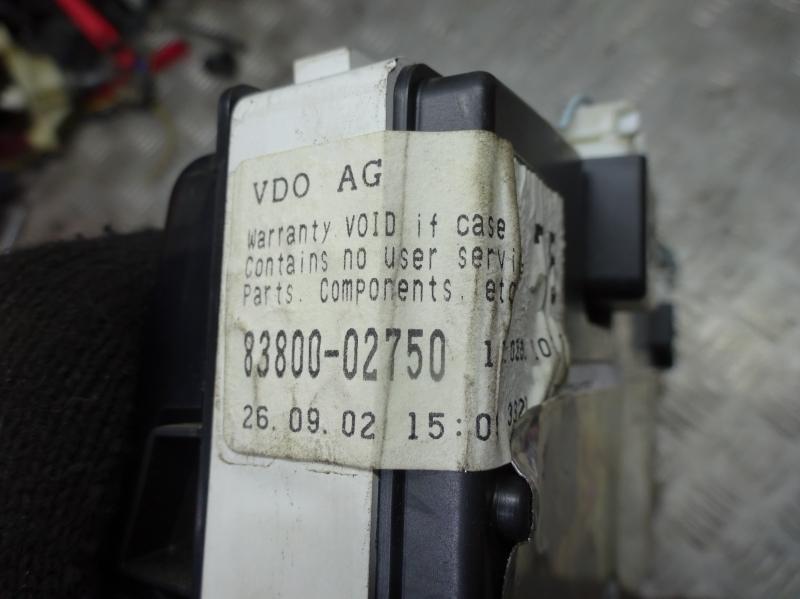 VDO AG
Warranty VOID if case
Contains no user
Parts. Components. etc
83800-02750
26.09.02 15:0